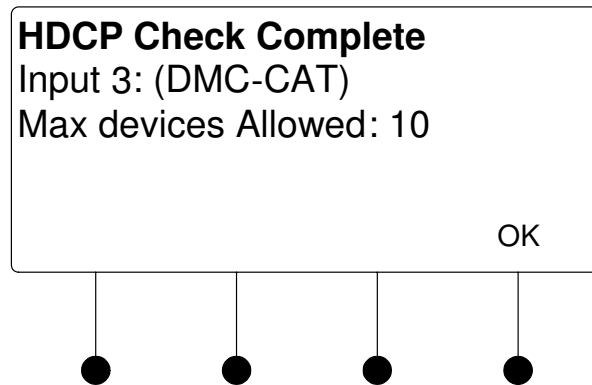 HDCP Check Complete
Input 3: (DMC-CAT)
Max devices Allowed: 10
OK